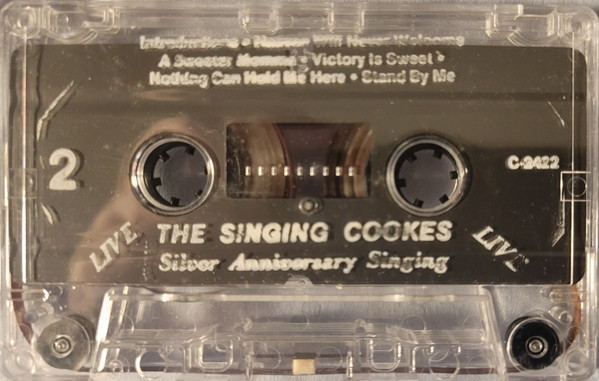 Introductions • Heaven Will Never Welcome
A Sweeter Moment • Victory Is Sweet •
Nothing Can Hold Me Here • Stand By Me
2
C-2422
LIVE THE SINGING COOKES LIVE
Silver Anniversary Singing